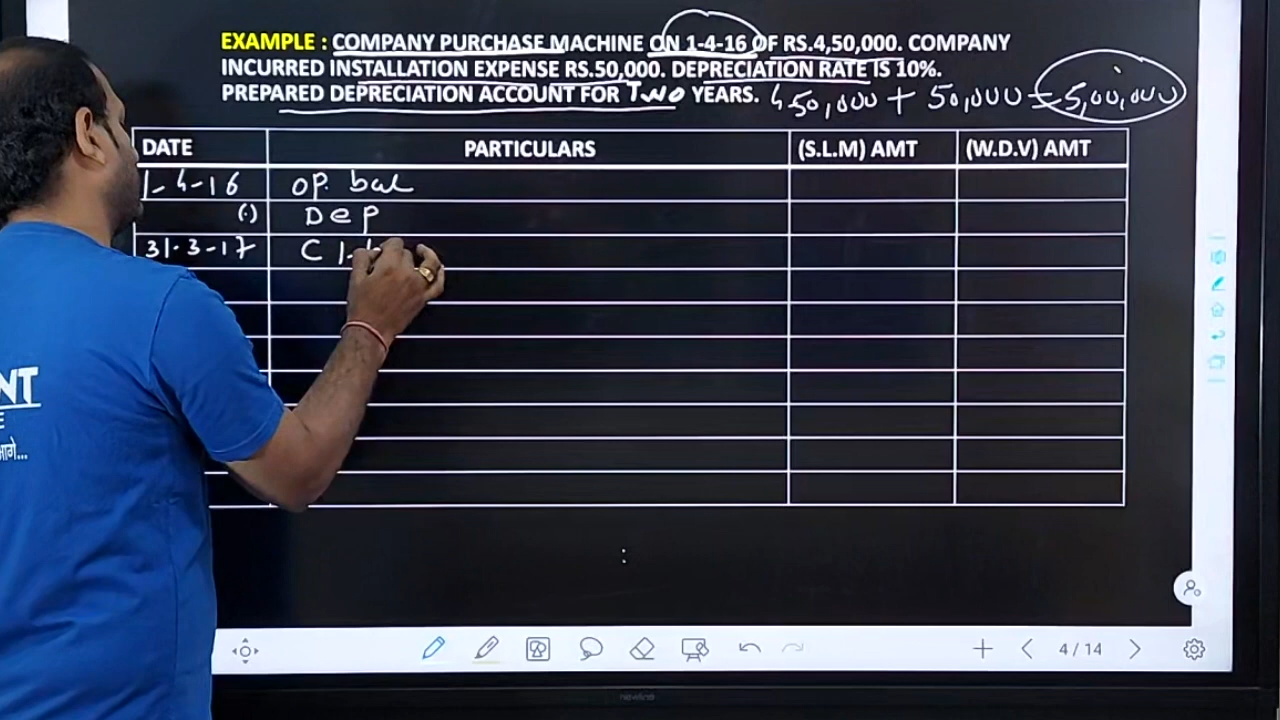 EXAMPLE : COMPANY PURCHASE MACHINE ON 1-4-16 OF RS.4,50,000. COMPANY
INCURRED INSTALLATION EXPENSE RS.50,000. DEPRECIATION RATE IS 10%.
PREPARED DEPRECIATION ACCOUNT FOR TWO YEARS. 450,000 + 50,000 = 5,00,000
DATE PARTICULARS (S.L.M) AMT (W.D.V) AMT
1-4-16 OP. bal
(-) Dep
31-3-17 Cl.
NT
4 / 14